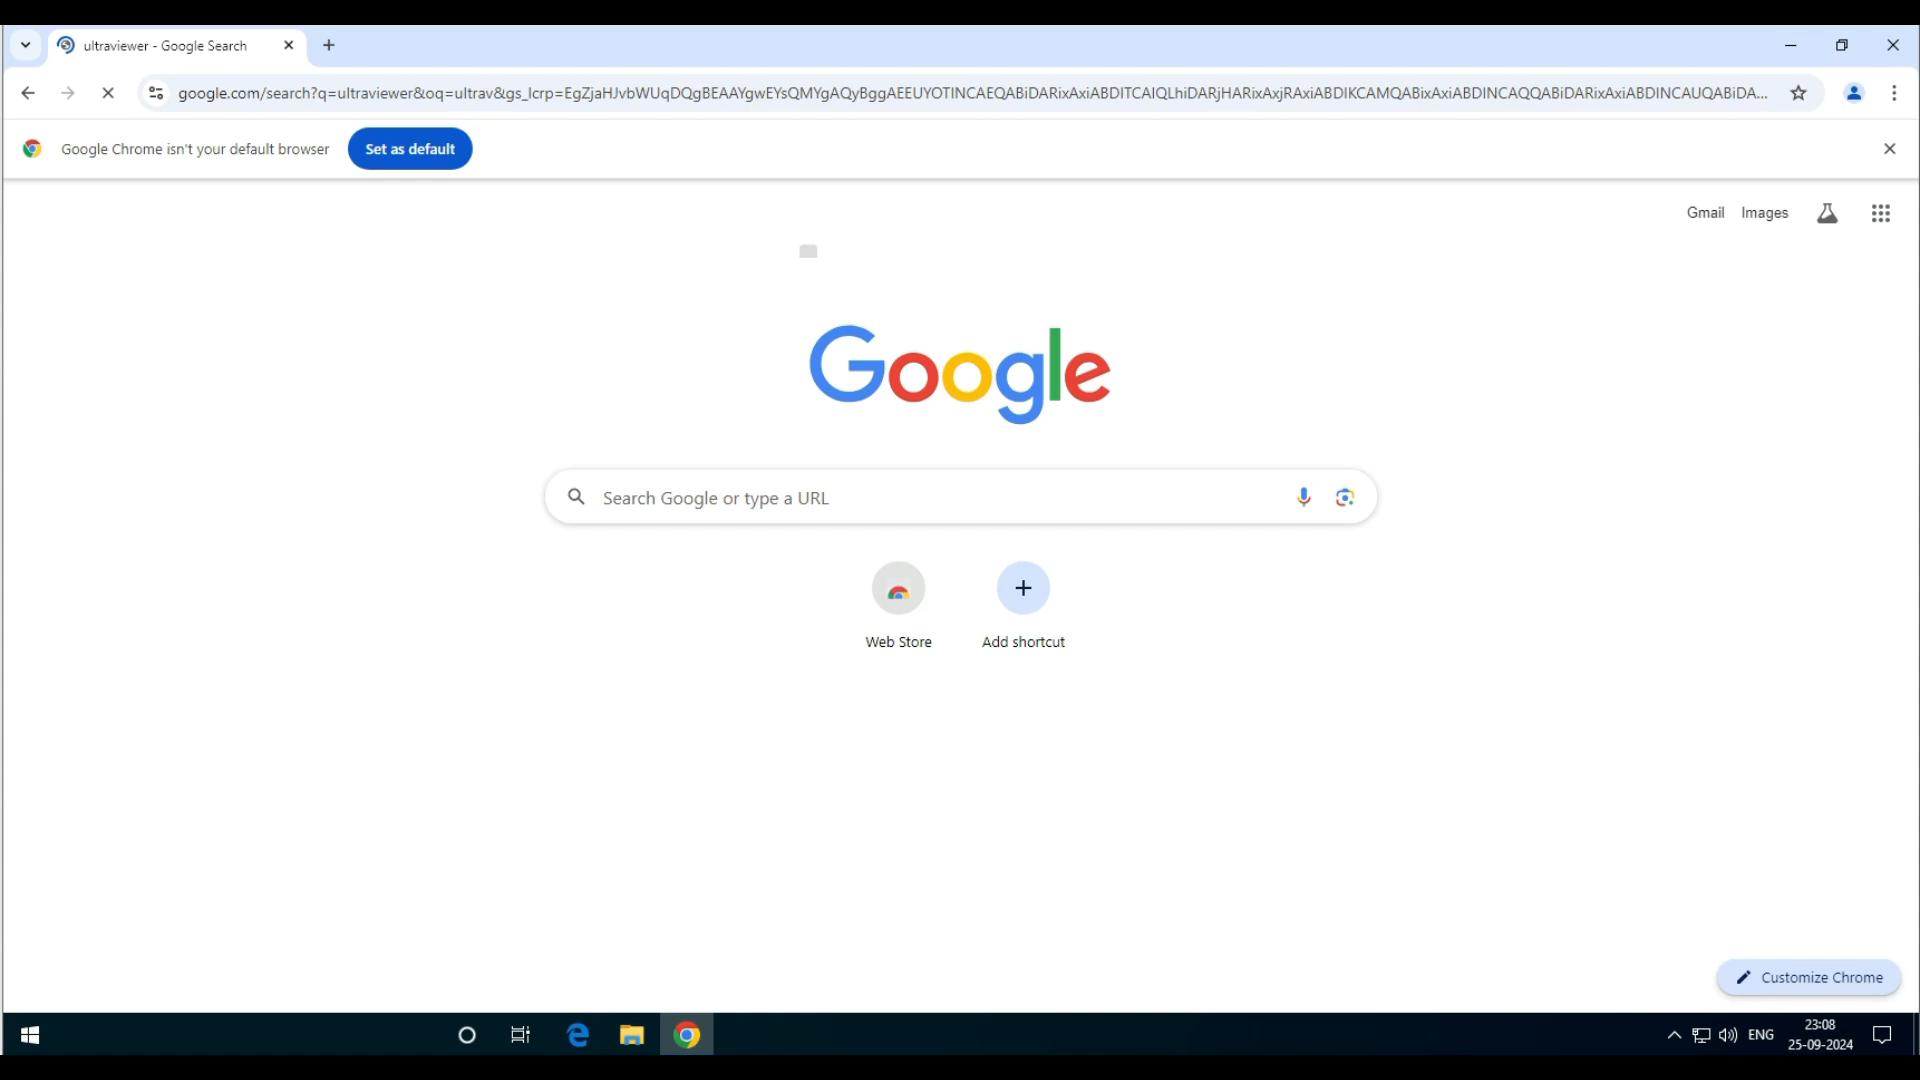 ultraviewer - Google Search
google.com/search?q=ultraviewer&oq=ultrav&gs_lcrp=EgZjaHJvbWUqDQgBEAAYgwEYsQMYgAQyBggAEEUYOTINCAEQABiDARixAxiABDITCAIQLhiDARjHARixAxjRAxiABDIKCAMQABixAxiABDINCAQQABiDARixAxiABDINCAUQABiDA...
Google Chrome isn't your default browser
Set as default
Gmail
Images
Google
Search Google or type a URL
Web Store
Add shortcut
Customize Chrome
ENG
23:08
25-09-2024